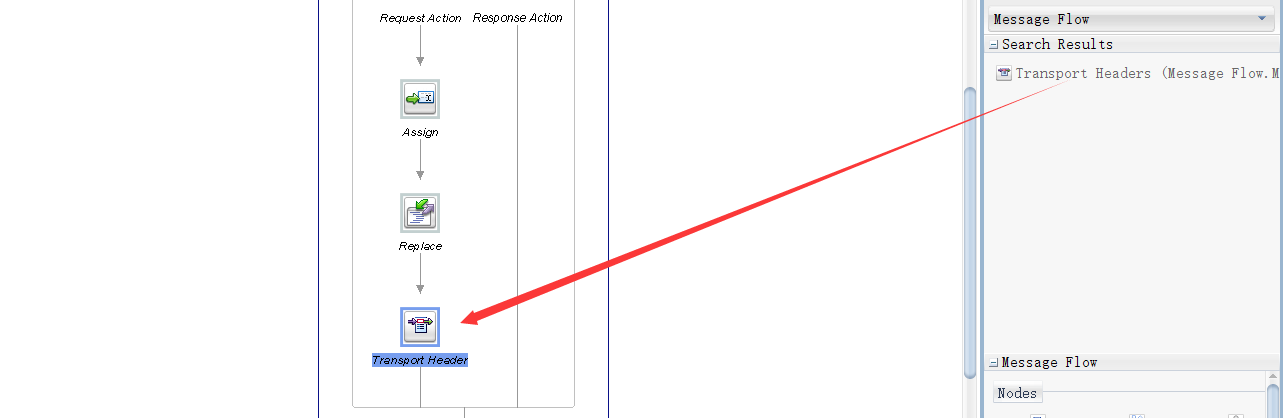 Request Action
Response Action
Assign
Replace
Transport Header
Message Flow
Search Results
Transport Headers (Message Flow.M
Message Flow
Nodes